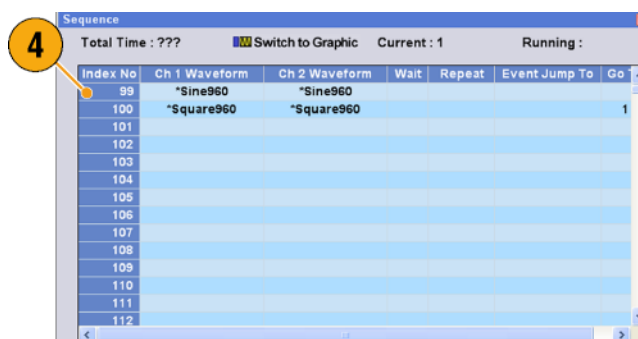 Sequence
4
Total Time : ??? Switch to Graphic Current : 1 Running :
Index No Ch 1 Waveform Ch 2 Waveform Wait Repeat Event Jump To Go
99 *Sine960 *Sine960
100 *Square960 *Square960 1
101
102
103
104
105
106
107
108
109
110
111
112